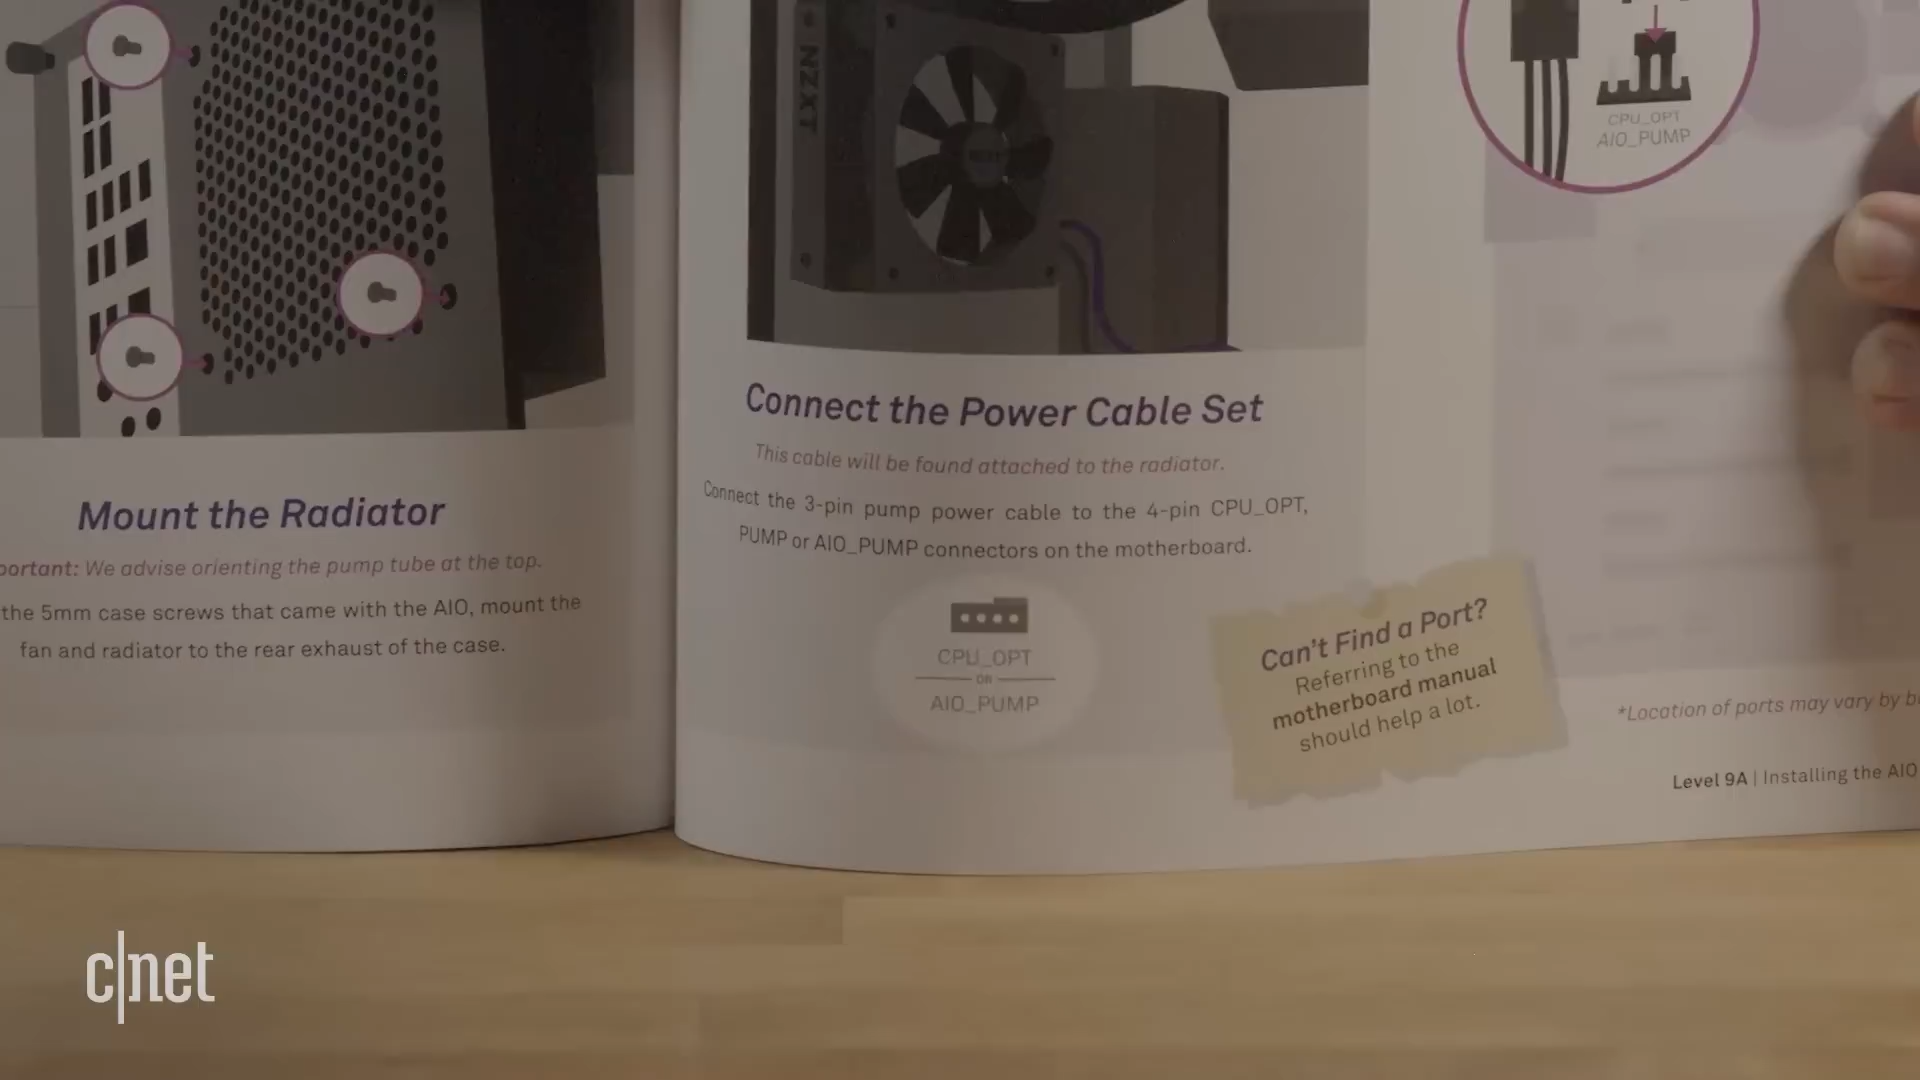 NZXT
CPU_OPT
AIO_PUMP
Mount the Radiator
We advise orienting the pump tube at the top.
the 5mm case screws that came with the AIO, mount the
fan and radiator to the rear exhaust of the case.
Connect the Power Cable Set
This cable will be found attached to the radiator.
Connect the 3-pin pump power cable to the 4-pin CPU_OPT,
PUMP or AIO_PUMP connectors on the motherboard.
CPU_OPT
OR
AIO_PUMP
Can't Find a Port?
Referring to the
motherboard manual
should help a lot.
*Location of ports may vary by
Level 9A | Installing the AIO
c|net